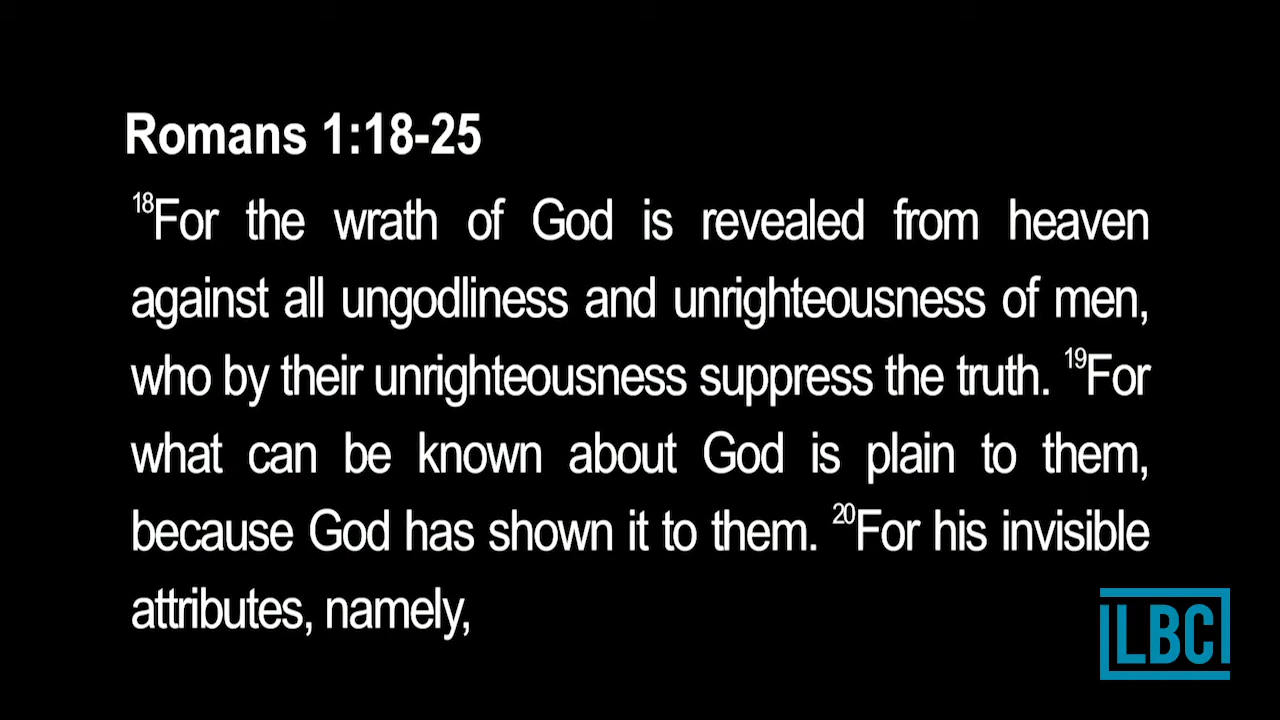 Romans 1:18-25
18For the wrath of God is revealed from heaven
against all ungodliness and unrighteousness of men,
who by their unrighteousness suppress the truth. 19For
what can be known about God is plain to them,
because God has shown it to them. 20For his invisible
attributes, namely,
LBC